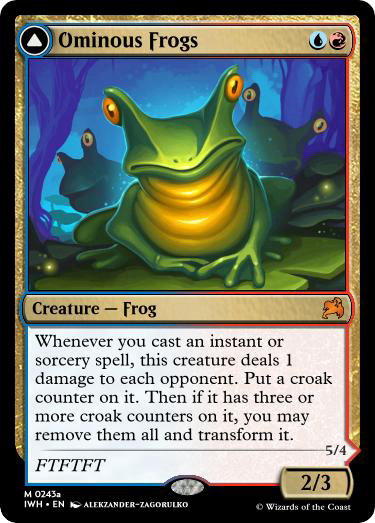 Ominous Frogs
Creature — Frog
Whenever you cast an instant or
sorcery spell, this creature deals 1
damage to each opponent. Put a croak
counter on it. Then if it has three or
more croak counters on it, you may
remove them all and transform it.
5/4
FTFTFT
2/3
M 0243a
IWH • EN ALEKZANDER-ZAGORULKO
© Wizards of the Coast